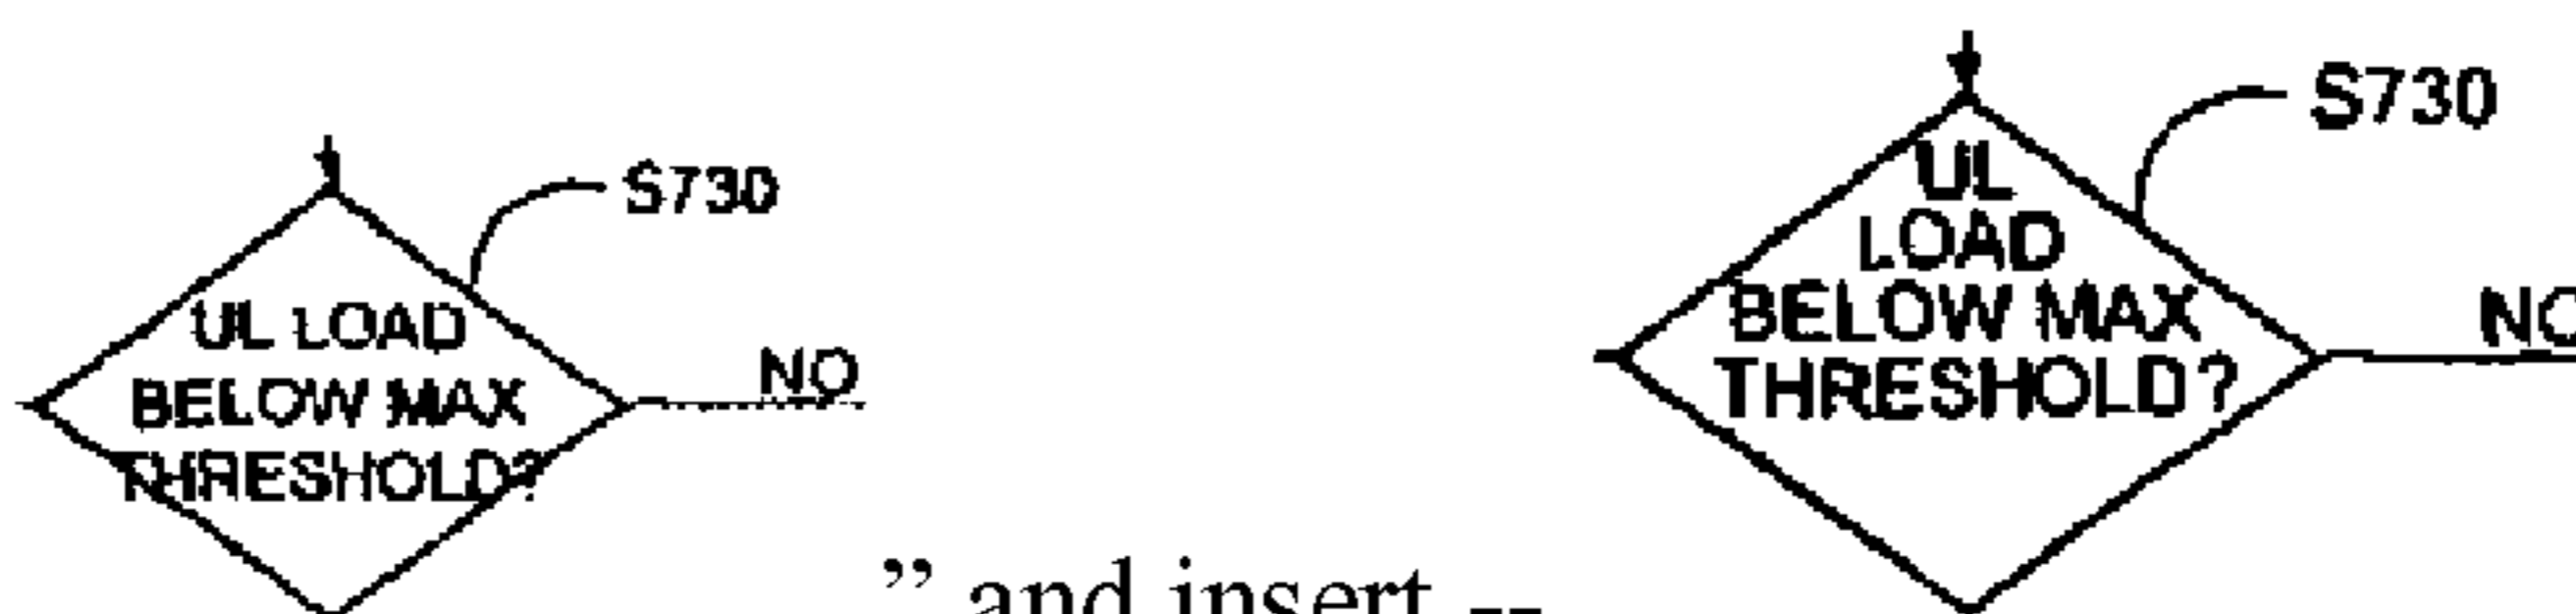 S730
UL LOAD
BELOW MAX
THRESHOLD?
NO
” and insert --
S730
UL
LOAD
BELOW MAX
THRESHOLD?
NO